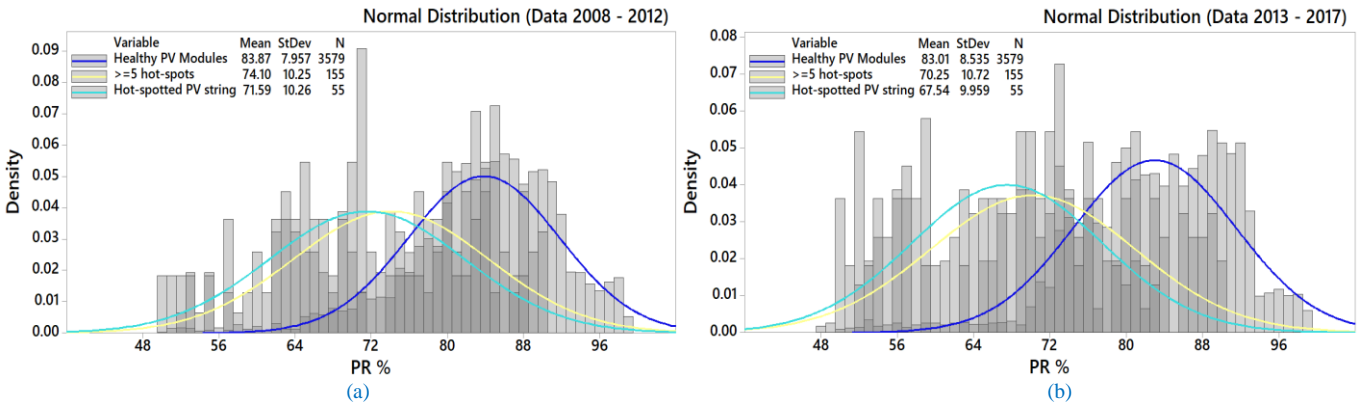 Normal Distribution (Data 2008 - 2012)
Variable Mean StDev N
Healthy PV Modules 83.87 7.957 3579
>=5 hot-spots 74.10 10.25 155
Hot-spotted PV string 71.59 10.26 55
Density
0.09
0.08
0.07
0.06
0.05
0.04
0.03
0.02
0.01
0.00
48 56 64 72 80 88 96
PR %
(a)
Normal Distribution (Data 2013 - 2017)
Variable Mean StDev N
Healthy PV Modules 83.01 8.535 3579
>=5 hot-spots 70.25 10.72 155
Hot-spotted PV string 67.54 9.959 55
Density
0.08
0.07
0.06
0.05
0.04
0.03
0.02
0.01
0.00
48 56 64 72 80 88 96
PR %
(b)